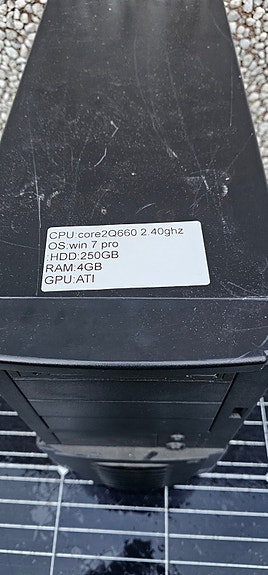 CPU:core2Q660 2.40ghz
OS:win 7 pro
:HDD:250GB
RAM:4GB
GPU:ATI